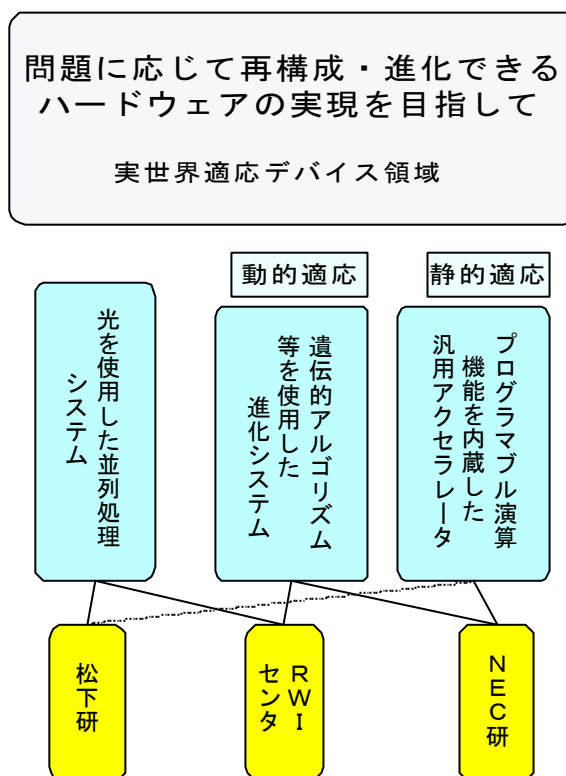 問題に応じて再構成・進化できる
ハードウェアの実現を目指して
実世界適応デバイス領域
動的適応
静的適応
光を使用した並列処理
システム
遺伝的アルゴリズム
等を使用した
進化システム
プログラマブル演算
機能を内蔵した
汎用アクセラレータ
松下研
RWI
センタ
NEC研